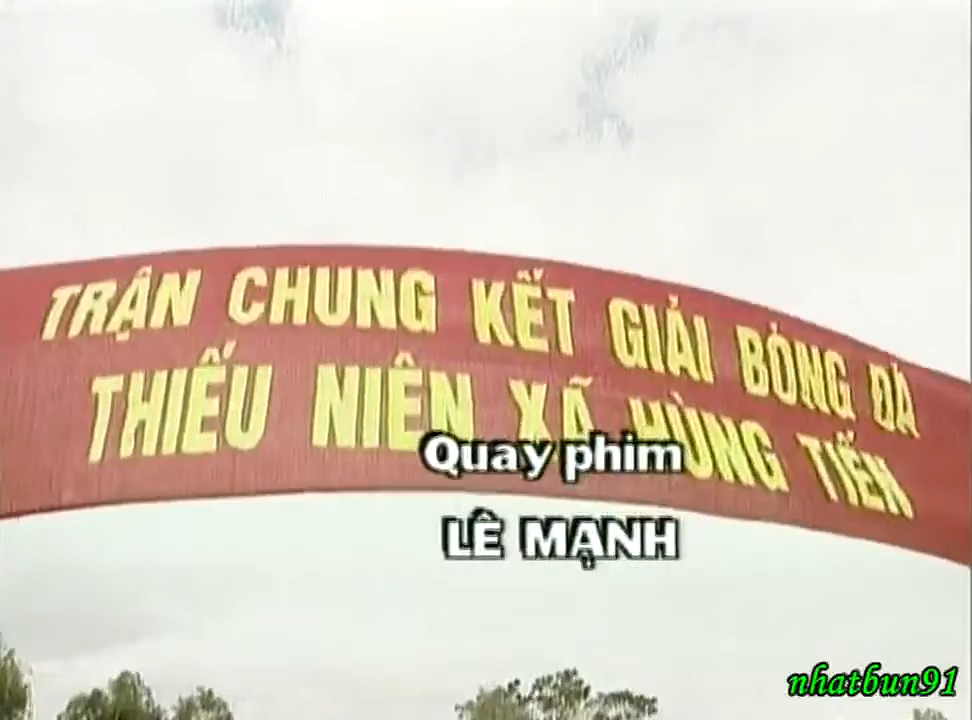 TRẬN CHUNG KẾT GIẢI BÓNG ĐÁ
THIẾU NIÊN XÃ HÙNG TIẾN
Quay phim
LÊ MẠNH
nhatbun91